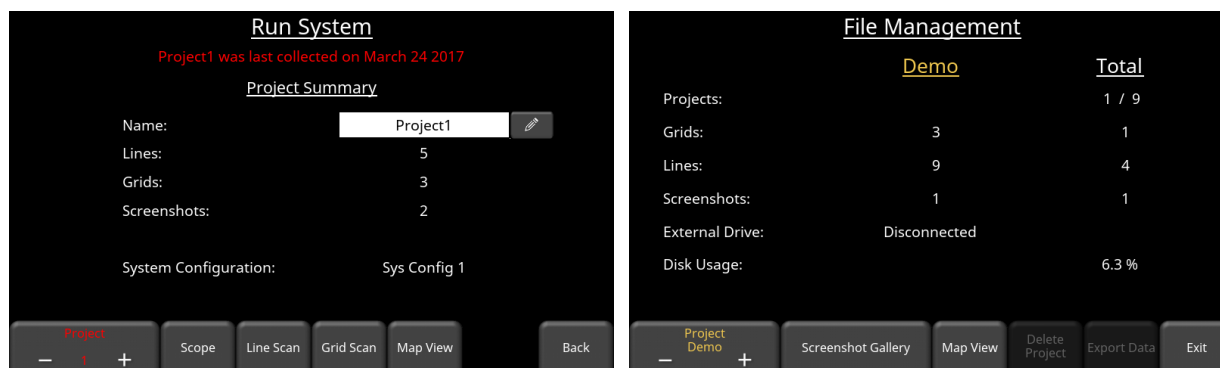 Run System
Project1 was last collected on March 24 2017
Project Summary
Name: Project1
Lines: 5
Grids: 3
Screenshots: 2
System Configuration: Sys Config 1
Project
− 1 +
Scope
Line Scan
Grid Scan
Map View
Back
File Management
Demo Total
Projects: 1 / 9
Grids: 3 1
Lines: 9 4
Screenshots: 1 1
External Drive: Disconnected
Disk Usage: 6.3 %
Project
Demo
− +
Screenshot Gallery
Map View
Delete
Project
Export Data
Exit